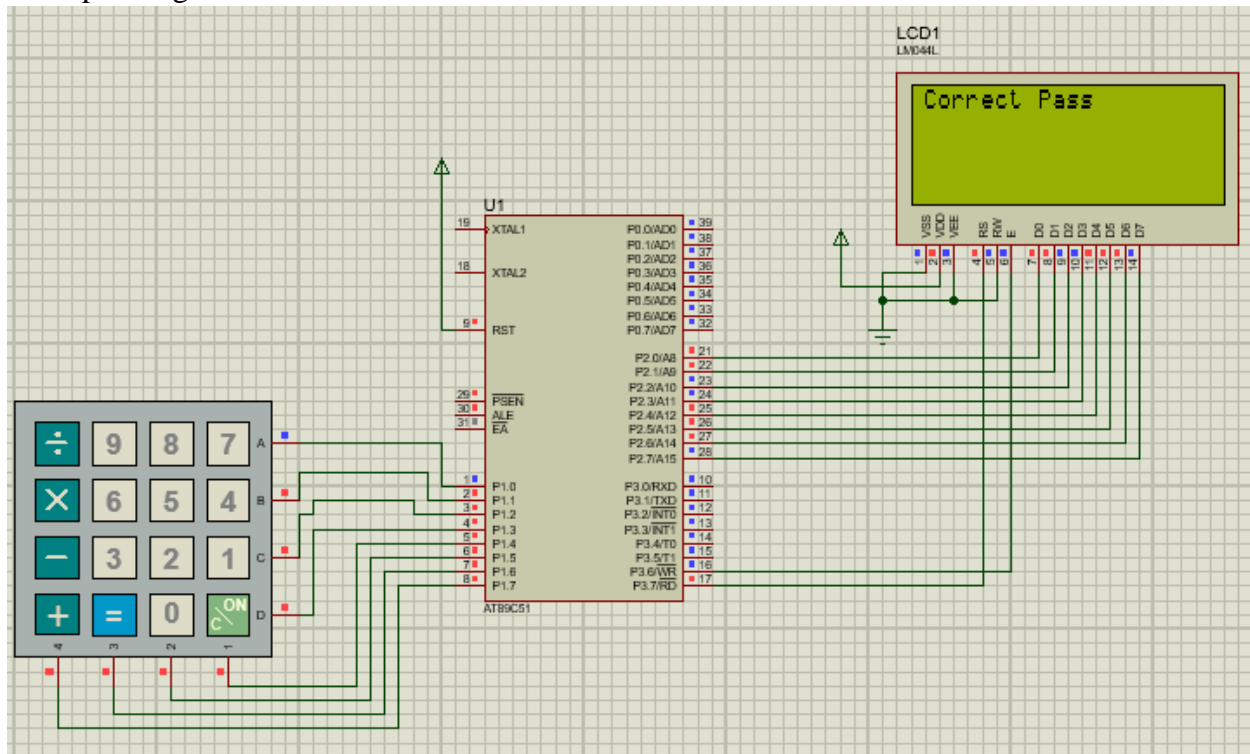 LCD1
LM044L
Correct Pass
VSS VDD VEE RS RW E D0 D1 D2 D3 D4 D5 D6 D7
1 2 3 4 5 6 7 8 9 10 11 12 13 14
U1
19 XTAL1 P0.0/AD0 39
P0.1/AD1 38
P0.2/AD2 37
18 XTAL2 P0.3/AD3 36
P0.4/AD4 35
P0.5/AD5 34
P0.6/AD6 33
9 RST P0.7/AD7 32
P2.0/A8 21
P2.1/A9 22
P2.2/A10 23
29 PSEN P2.3/A11 24
30 ALE P2.4/A12 25
31 EA P2.5/A13 26
P2.6/A14 27
P2.7/A15 28
1 P1.0 P3.0/RXD 10
2 P1.1 P3.1/TXD 11
3 P1.2 P3.2/INT0 12
4 P1.3 P3.3/INT1 13
5 P1.4 P3.4/T0 14
6 P1.5 P3.5/T1 15
7 P1.6 P3.6/WR 16
8 P1.7 P3.7/RD 17
AT89C51
÷ 9 8 7 A
× 6 5 4 B
− 3 2 1 C
+ = 0 ON/C D
4 3 2 1